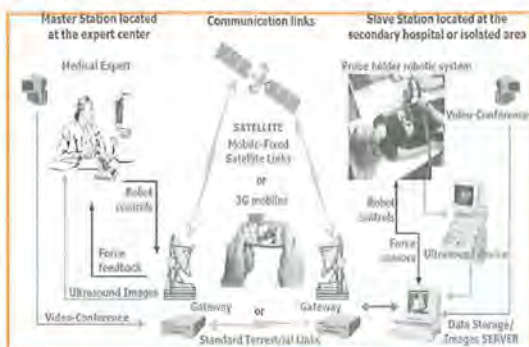 Master Station located
at the expert center
Communication links
Slave Station located at the
secondary hospital or isolated area
Medical Expert
Probe holder robotic system
Video-Conference
SATELLITE
Mobile-Fixed
Satellite Links
or
3G mobiles
Robot
controls
Force
feedback
Ultrasound Images
Video-Conference
Gateway
or
Gateway
Standard Terrestrial Links
Robot
controls
Force
sensors
Ultrasound device
Data Storage/
Images SERVER